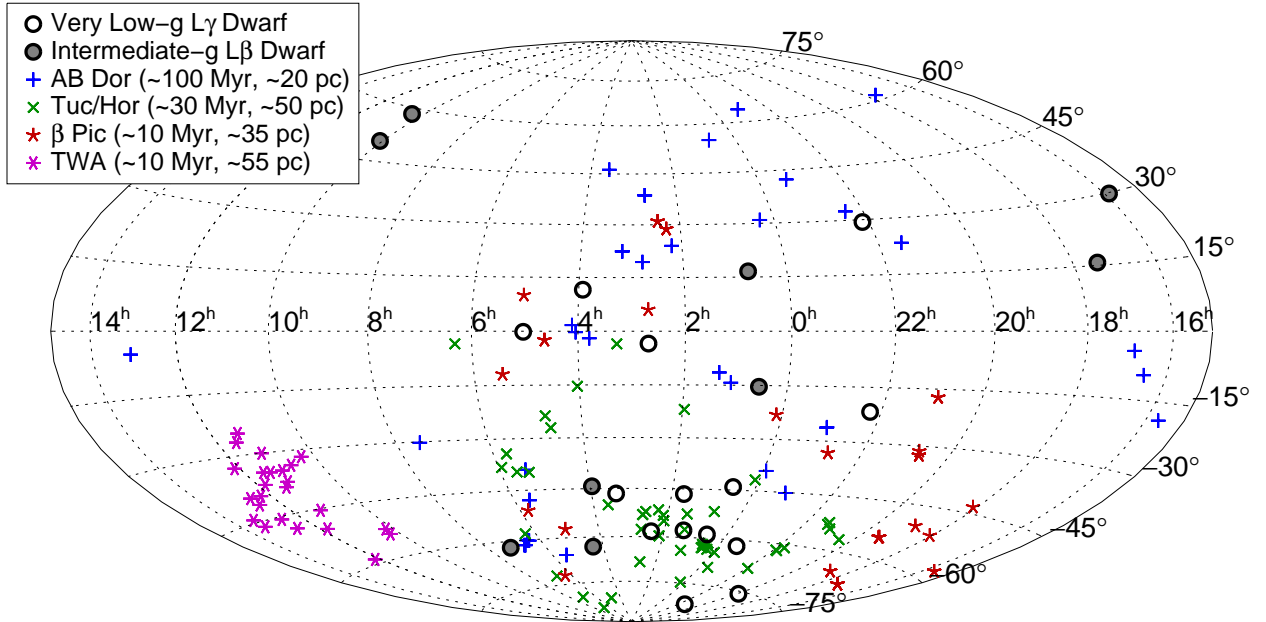 Very Low−g Lγ Dwarf
Intermediate−g Lβ Dwarf
AB Dor (~100 Myr, ~20 pc)
Tuc/Hor (~30 Myr, ~50 pc)
β Pic (~10 Myr, ~35 pc)
TWA (~10 Myr, ~55 pc)
75°
60°
45°
30°
15°
14h 12h 10h 8h 6h 4h 2h 0h 22h 20h 18h 16h
−15°
−30°
−45°
−60°
−75°